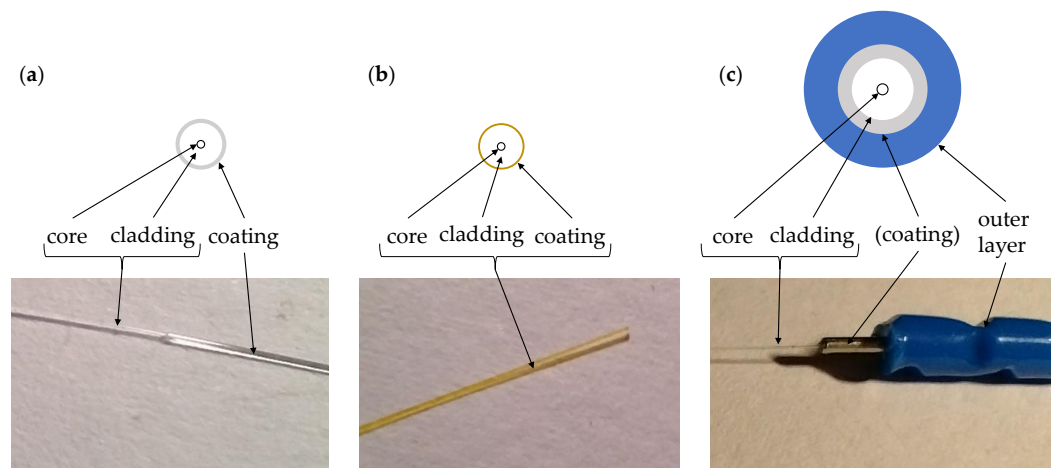 (a)
(b)
(c)
core cladding coating
core cladding coating
core cladding (coating) outer
layer